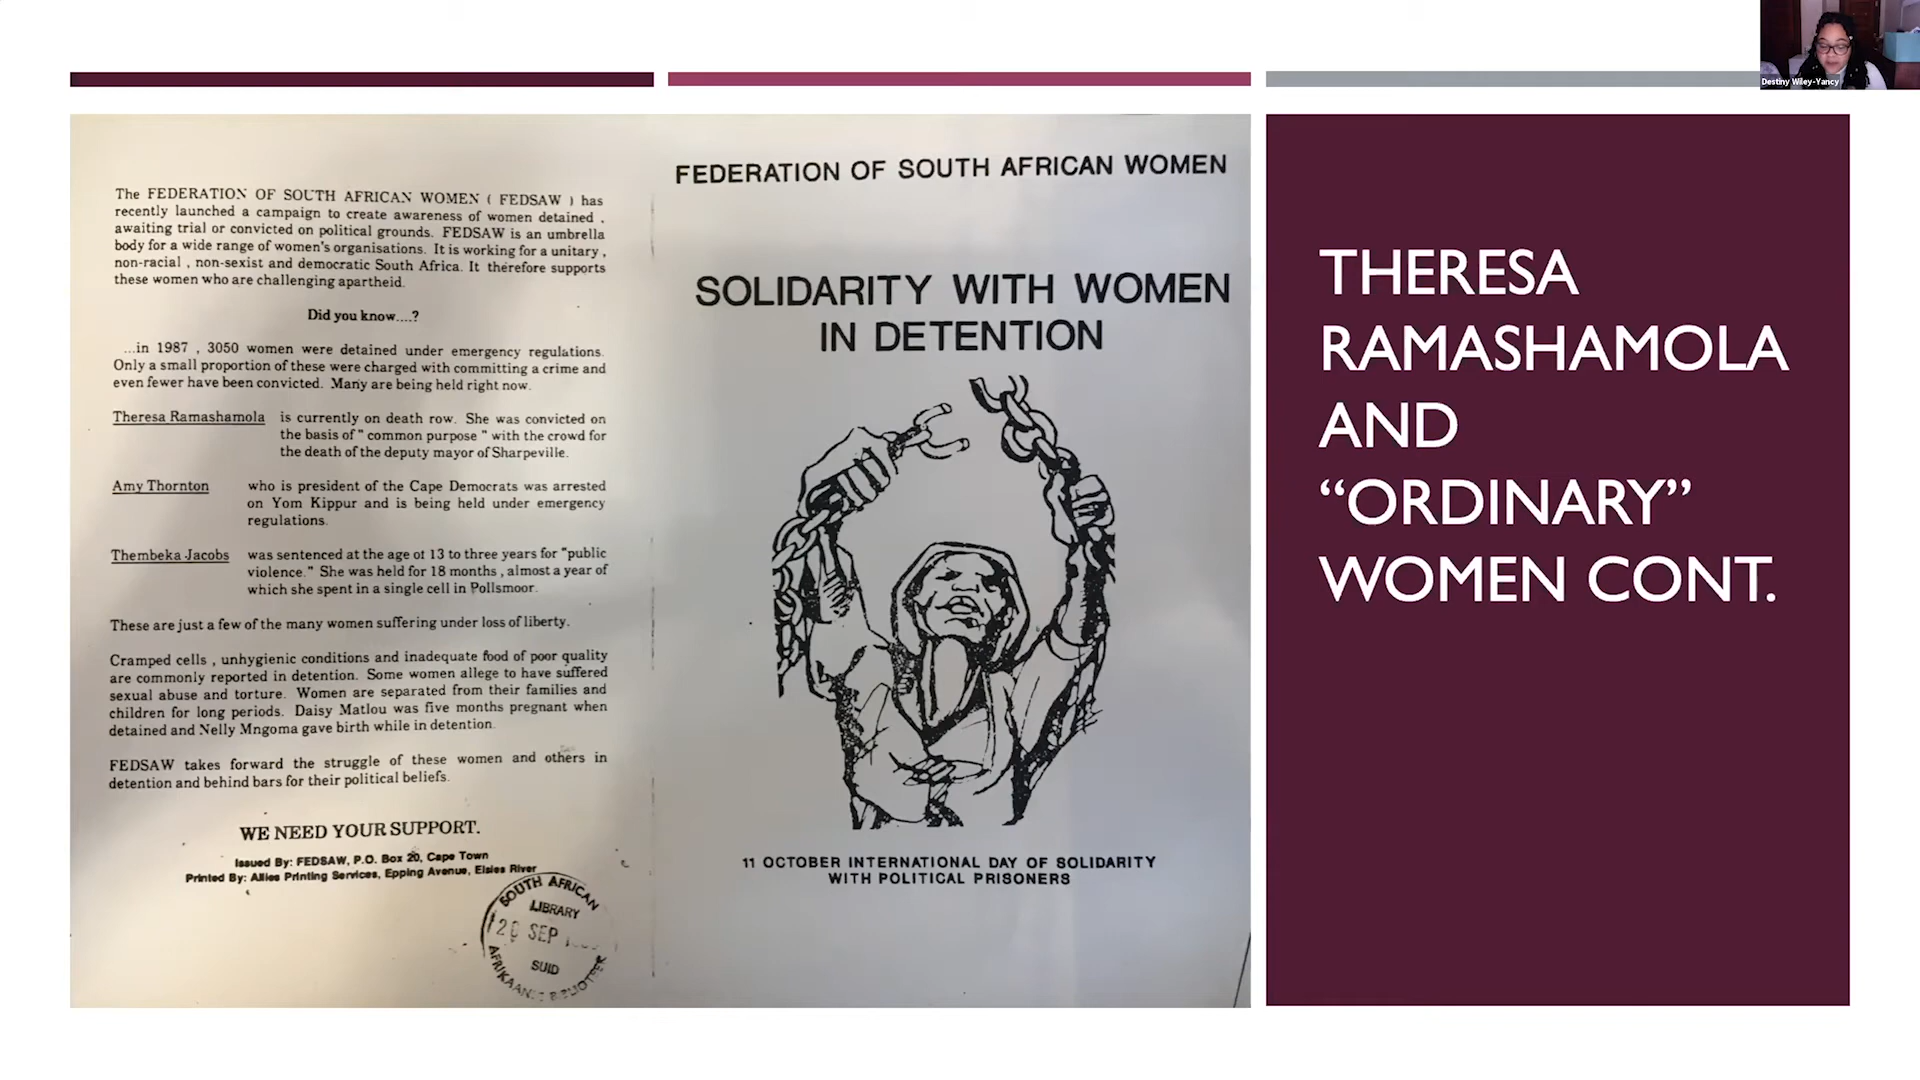 Destiny Wiley-Yancy
The FEDERATION OF SOUTH AFRICAN WOMEN ( FEDSAW ) has
recently launched a campaign to create awareness of women detained ,
awaiting trial or convicted on political grounds. FEDSAW is an umbrella
body for a wide range of women's organisations. It is working for a unitary ,
non-racial , non-sexist and democratic South Africa. It therefore supports
these women who are challenging apartheid.
Did you know....?
...in 1987 , 3050 women were detained under emergency regulations.
Only a small proportion of these were charged with committing a crime and
even fewer have been convicted. Many are being held right now.
Theresa Ramashamola is currently on death row. She was convicted on
the basis of " common purpose " with the crowd for
the death of the deputy mayor of Sharpeville.
Amy Thornton who is president of the Cape Democrats was arrested
on Yom Kippur and is being held under emergency
regulations.
Thembeka Jacobs was sentenced at the age of 13 to three years for "public
violence." She was held for 18 months , almost a year of
which she spent in a single cell in Pollsmoor.
These are just a few of the many women suffering under loss of liberty.
Cramped cells , unhygienic conditions and inadequate food of poor quality
are commonly reported in detention. Some women allege to have suffered
sexual abuse and torture. Women are separated from their families and
children for long periods. Daisy Matlou was five months pregnant when
detained and Nelly Mngoma gave birth while in detention.
FEDSAW takes forward the struggle of these women and others in
detention and behind bars for their political beliefs.
WE NEED YOUR SUPPORT.
Issued By: FEDSAW, P.O. Box 20, Cape Town
Printed By: Allies Printing Services, Epping Avenue, Elsies River
SOUTH AFRICAN
LIBRARY
SEP
SUID
FEDERATION OF SOUTH AFRICAN WOMEN
SOLIDARITY WITH WOMEN
IN DETENTION
11 OCTOBER INTERNATIONAL DAY OF SOLIDARITY
WITH POLITICAL PRISONERS
THERESA
RAMASHAMOLA
AND
“ORDINARY”
WOMEN CONT.